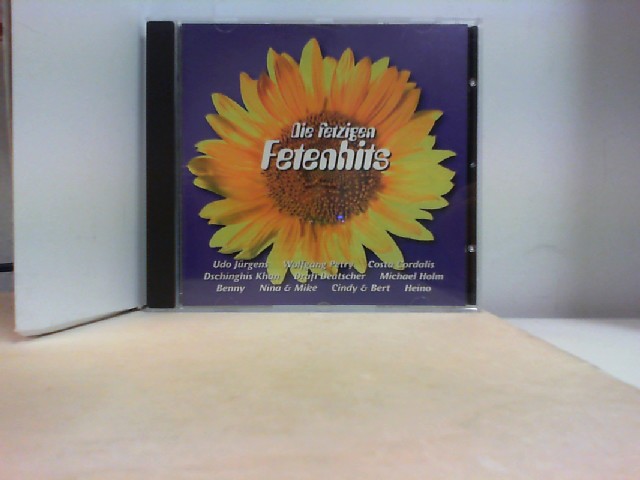 Die fetzigen
Fetenhits
Udo Jürgens Wolfgang Petry Costa Cordalis
Dschinghis Khan Drafi Deutscher Michael Holm
Benny Nina & Mike Cindy & Bert Heino